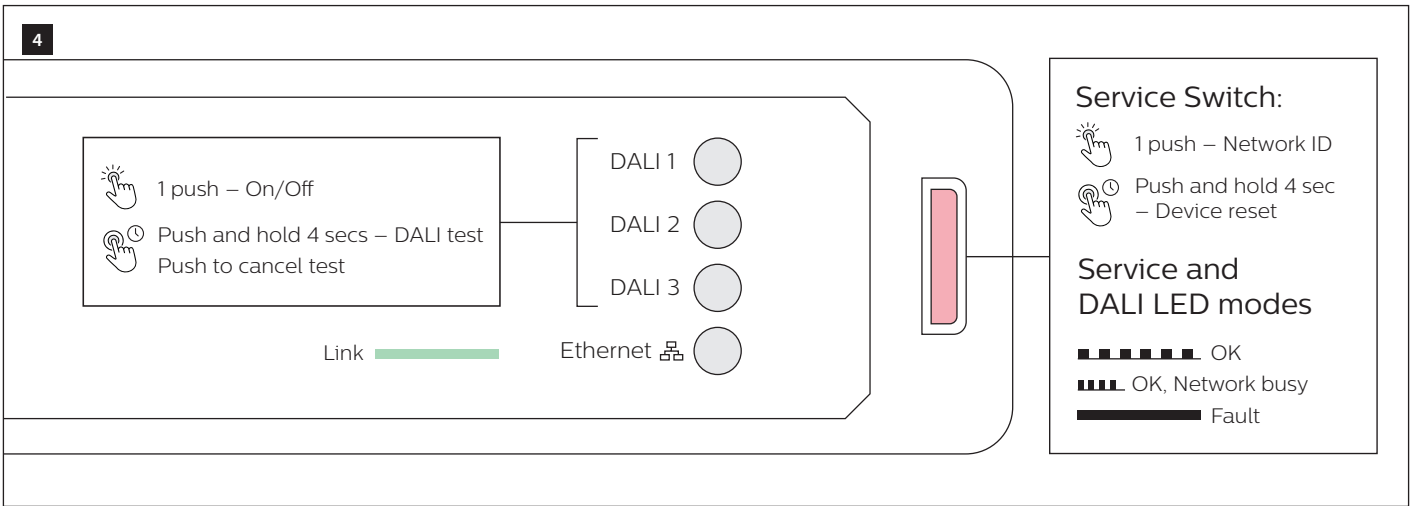 4
1 push – On/Off
Push and hold 4 secs – DALI test
Push to cancel test
DALI 1
DALI 2
DALI 3
Link
Ethernet
Service Switch:
1 push – Network ID
Push and hold 4 sec
– Device reset
Service and
DALI LED modes
OK
OK, Network busy
Fault